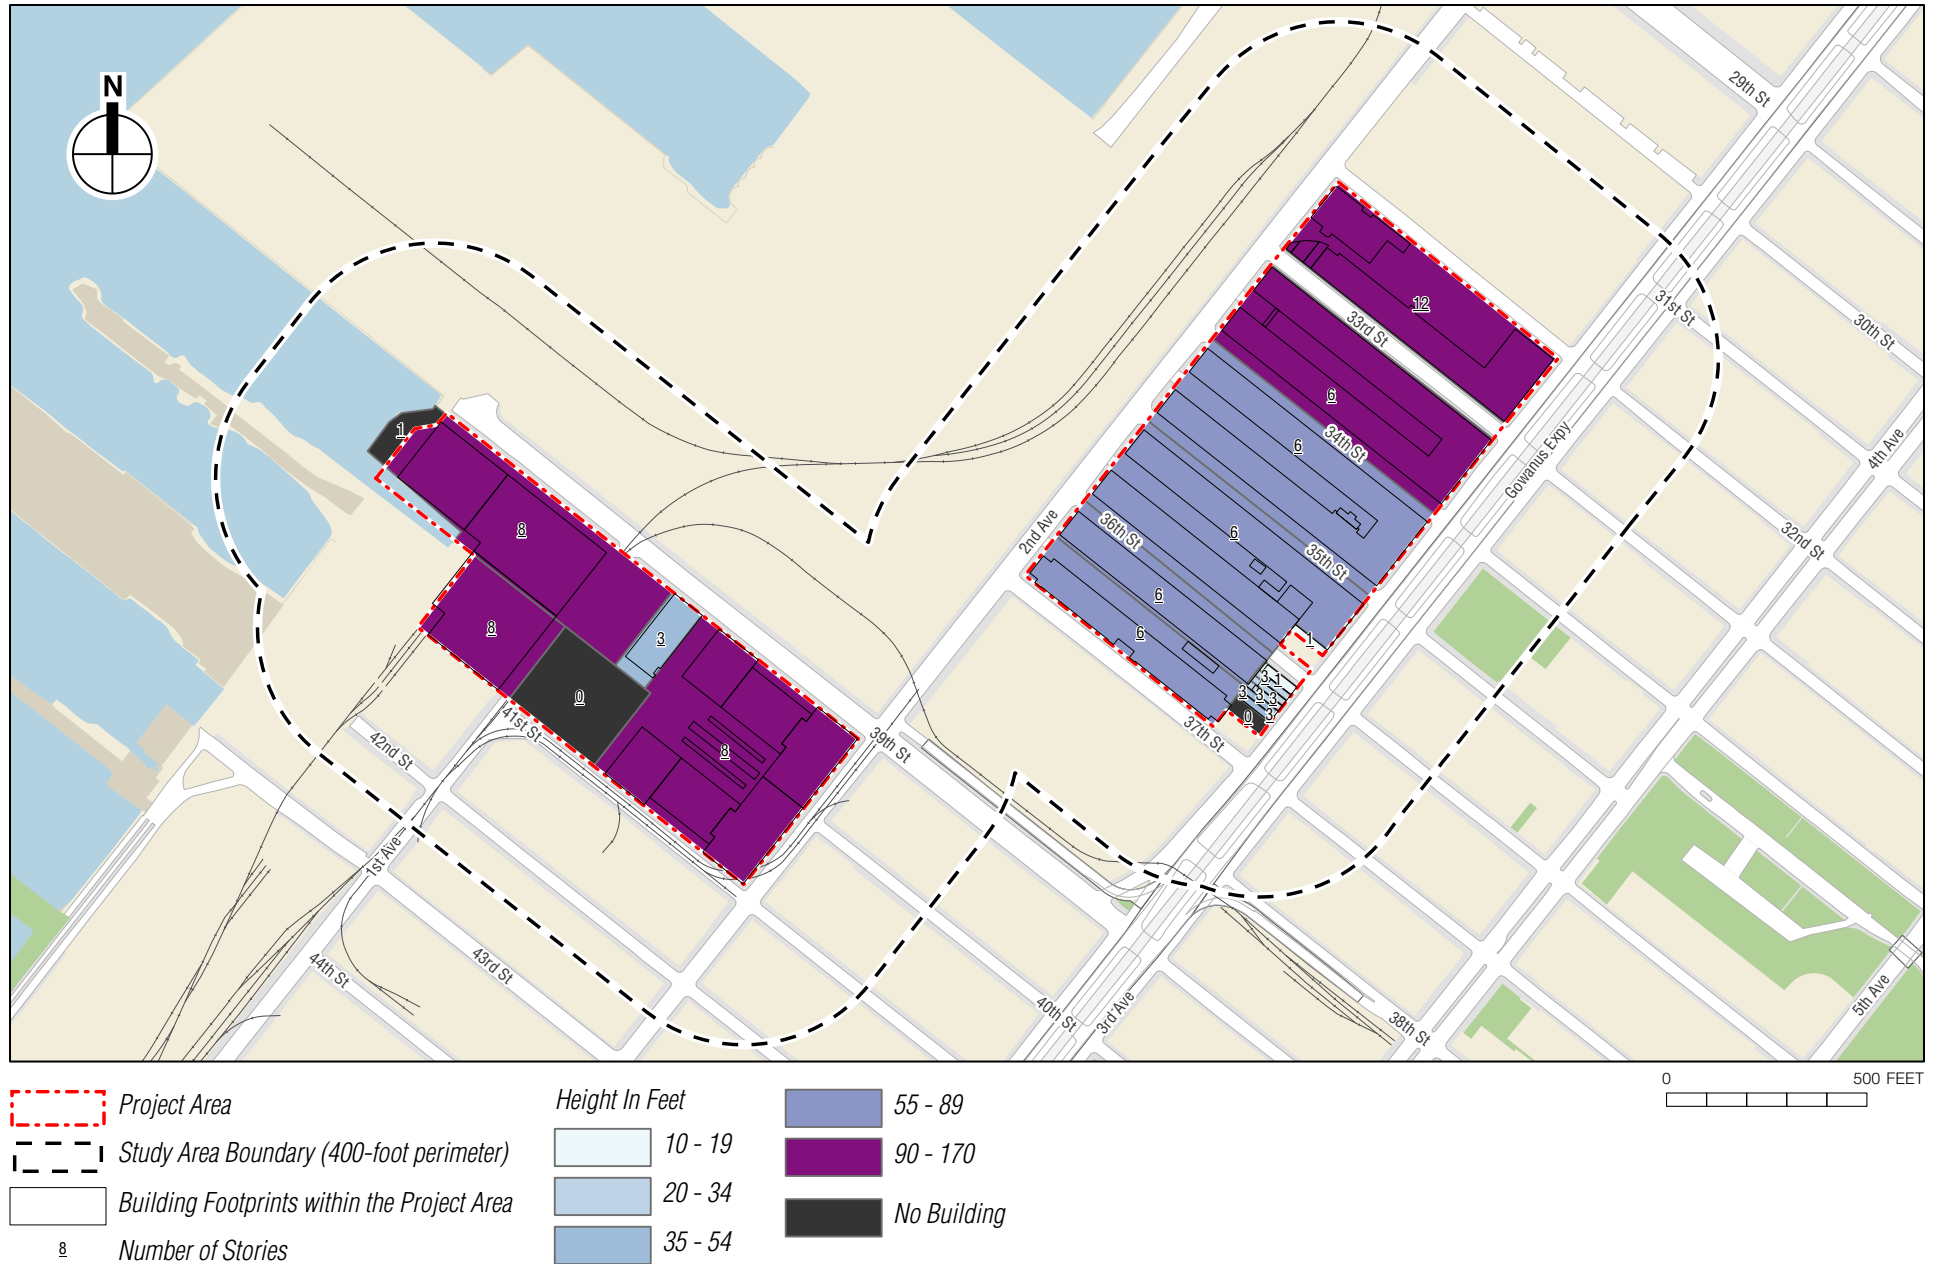 N
29th St
31st St
30th St
12
33rd St
6
34th St
6
Gowanus Expy
4th Ave
1
8
2nd Ave
36th St
6
35th St
32nd St
6
6
1
8
3
3
1
3
3
3
3
0
0
41st St
37th St
39th St
8
42nd St
1st Ave
43rd St
44th St
40th St
3rd Ave
38th St
5th Ave
0 500 FEET
Project Area
Study Area Boundary (400-foot perimeter)
Building Footprints within the Project Area
8 Number of Stories
Height In Feet
10 - 19
20 - 34
35 - 54
55 - 89
90 - 170
No Building